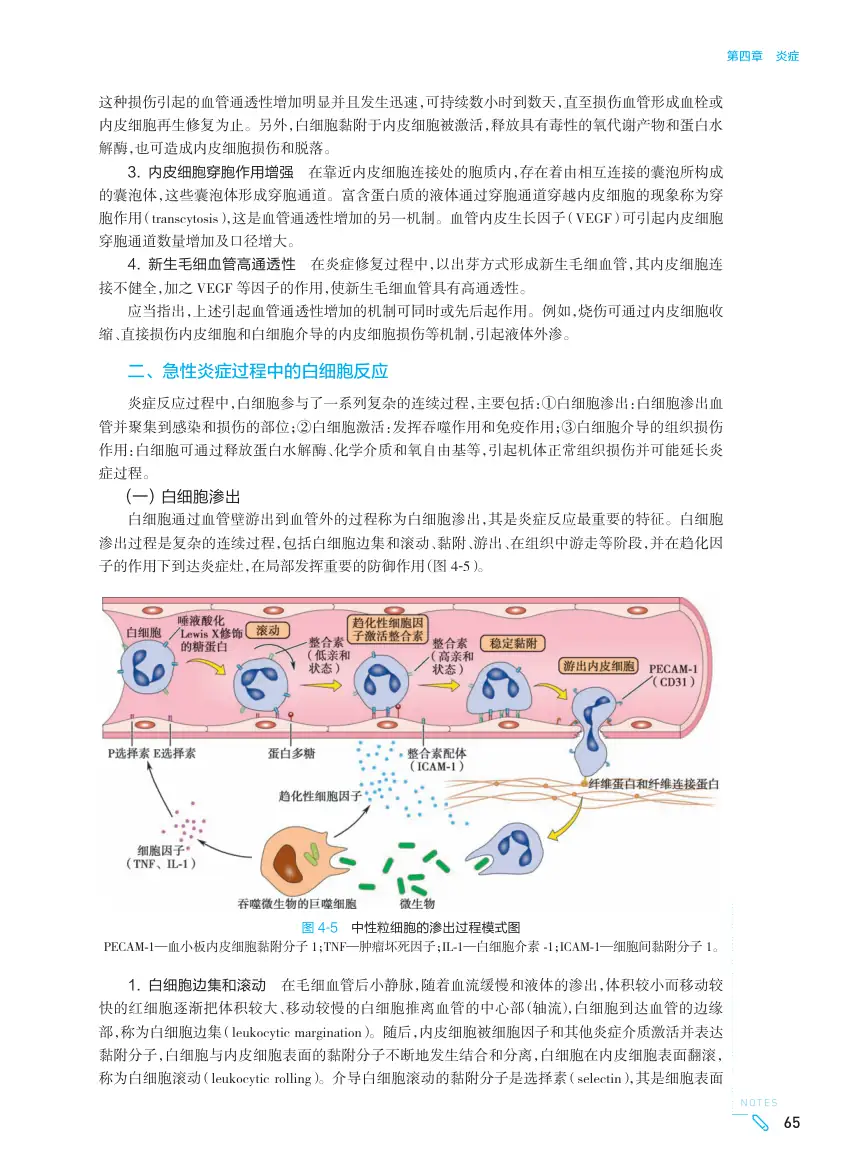 第四章 炎症
这种损伤引起的血管通透性增加明显并且发生迅速,可持续数小时到数天,直至损伤血管形成血栓或
内皮细胞再生修复为止。另外,白细胞黏附于内皮细胞被激活,释放具有毒性的氧代谢产物和蛋白水
解酶,也可造成内皮细胞损伤和脱落。
3. 内皮细胞穿胞作用增强 在靠近内皮细胞连接处的胞质内,存在着由相互连接的囊泡所构成
的囊泡体,这些囊泡体形成穿胞通道。富含蛋白质的液体通过穿胞通道穿越内皮细胞的现象称为穿
胞作用(transcytosis),这是血管通透性增加的另一机制。血管内皮生长因子(VEGF)可引起内皮细胞
穿胞通道数量增加及口径增大。
4. 新生毛细血管高通透性 在炎症修复过程中,以出芽方式形成新生毛细血管,其内皮细胞连
接不健全,加之 VEGF 等因子的作用,使新生毛细血管具有高通透性。
应当指出,上述引起血管通透性增加的机制可同时或先后起作用。例如,烧伤可通过内皮细胞收
缩、直接损伤内皮细胞和白细胞介导的内皮细胞损伤等机制,引起液体外渗。
二、急性炎症过程中的白细胞反应
炎症反应过程中,白细胞参与了一系列复杂的连续过程,主要包括:①白细胞渗出:白细胞渗出血
管并聚集到感染和损伤的部位;②白细胞激活:发挥吞噬作用和免疫作用;③白细胞介导的组织损伤
作用:白细胞可通过释放蛋白水解酶、化学介质和氧自由基等,引起机体正常组织损伤并可能延长炎
症过程。
(一) 白细胞渗出
白细胞通过血管壁游出到血管外的过程称为白细胞渗出,其是炎症反应最重要的特征。白细胞
渗出过程是复杂的连续过程,包括白细胞边集和滚动、黏附、游出、在组织中游走等阶段,并在趋化因
子的作用下到达炎症灶,在局部发挥重要的防御作用(图 4-5)。
白细胞
唾液酸化
Lewis X修饰
的糖蛋白
滚动
整合素
(低亲和
状态)
趋化性细胞因
子激活整合素
整合素
(高亲和
状态)
稳定黏附
游出内皮细胞
PECAM-1
(CD31)
P选择素 E选择素
蛋白多糖
整合素配体
(ICAM-1)
趋化性细胞因子
纤维蛋白和纤维连接蛋白
细胞因子
(TNF、IL-1)
吞噬微生物的巨噬细胞
微生物
图 4-5 中性粒细胞的渗出过程模式图
PECAM-1—血小板内皮细胞黏附分子 1;TNF—肿瘤坏死因子;IL-1—白细胞介素 -1;ICAM-1—细胞间黏附分子 1。
1. 白细胞边集和滚动 在毛细血管后小静脉,随着血流缓慢和液体的渗出,体积较小而移动较
快的红细胞逐渐把体积较大、移动较慢的白细胞推离血管的中心部(轴流),白细胞到达血管的边缘
部,称为白细胞边集(leukocytic margination)。随后,内皮细胞被细胞因子和其他炎症介质激活并表达
黏附分子,白细胞与内皮细胞表面的黏附分子不断地发生结合和分离,白细胞在内皮细胞表面翻滚,
称为白细胞滚动(leukocytic rolling)。介导白细胞滚动的黏附分子是选择素(selectin),其是细胞表面
NOTES
65